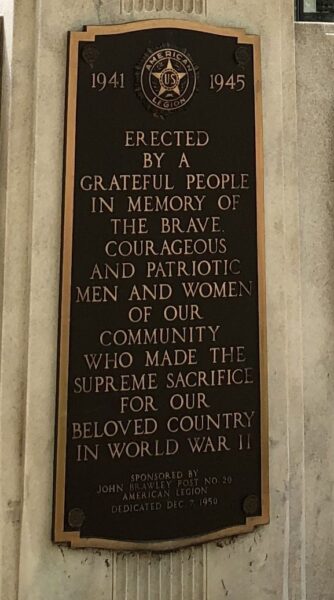 AMERICAN
US
LEGION
1941 1945
ERECTED
BY A
GRATEFUL PEOPLE
IN MEMORY OF
THE BRAVE,
COURAGEOUS
AND PATRIOTIC
MEN AND WOMEN
OF OUR
COMMUNITY
WHO MADE THE
SUPREME SACRIFICE
FOR OUR
BELOVED COUNTRY
IN WORLD WAR II
SPONSORED BY
JOHN BRAWLEY POST NO. 20
AMERICAN LEGION
DEDICATED DEC. 7, 1950